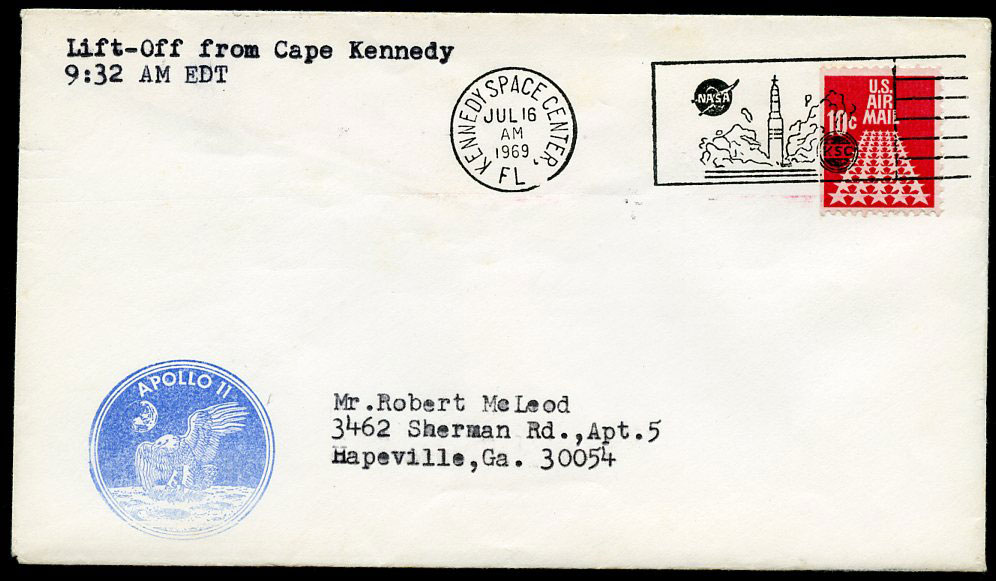 Lift-Off from Cape Kennedy
9:32 AM EDT
KENNEDY SPACE CENTER,
JUL 16
AM
1969
FL
NASA
KSC
U.S.
AIR
MAIL
10c
APOLLO 11
Mr.Robert McLeod
3462 Sherman Rd.,Apt.5
Hapeville,Ga. 30054